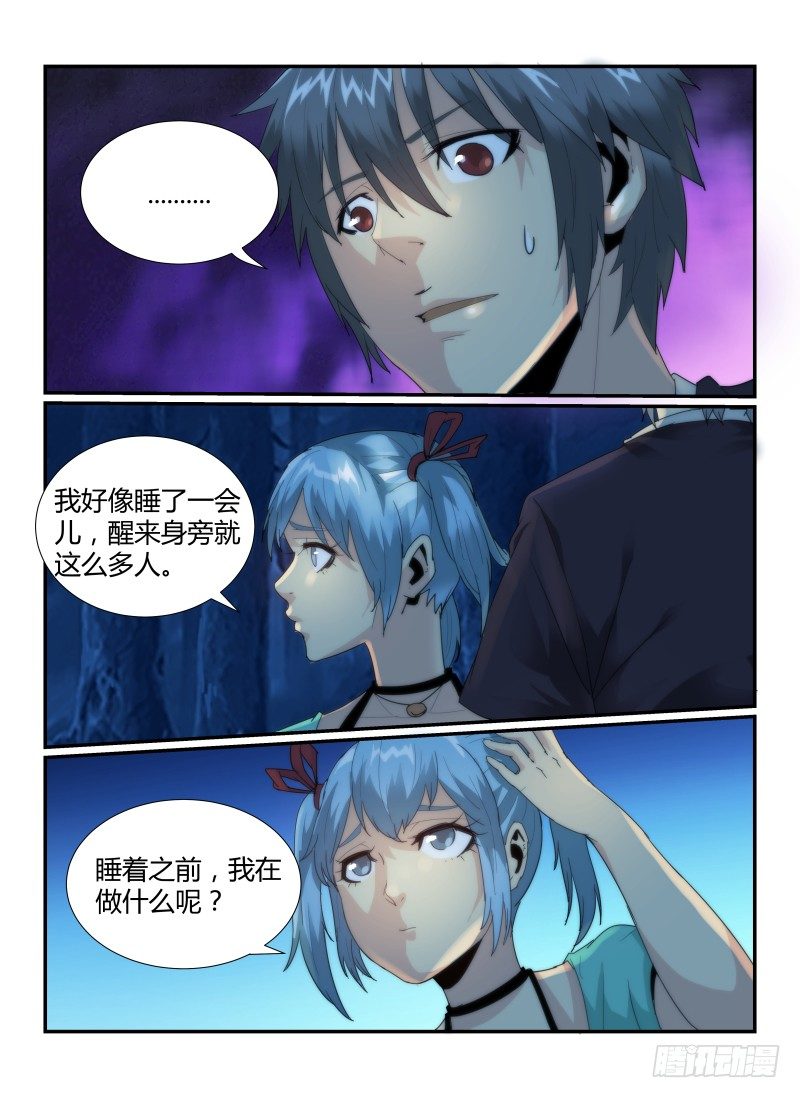 ..........
我好像睡了一会
儿，醒来身旁就
这么多人。
睡着之前，我在
做什么呢？
腾讯动漫